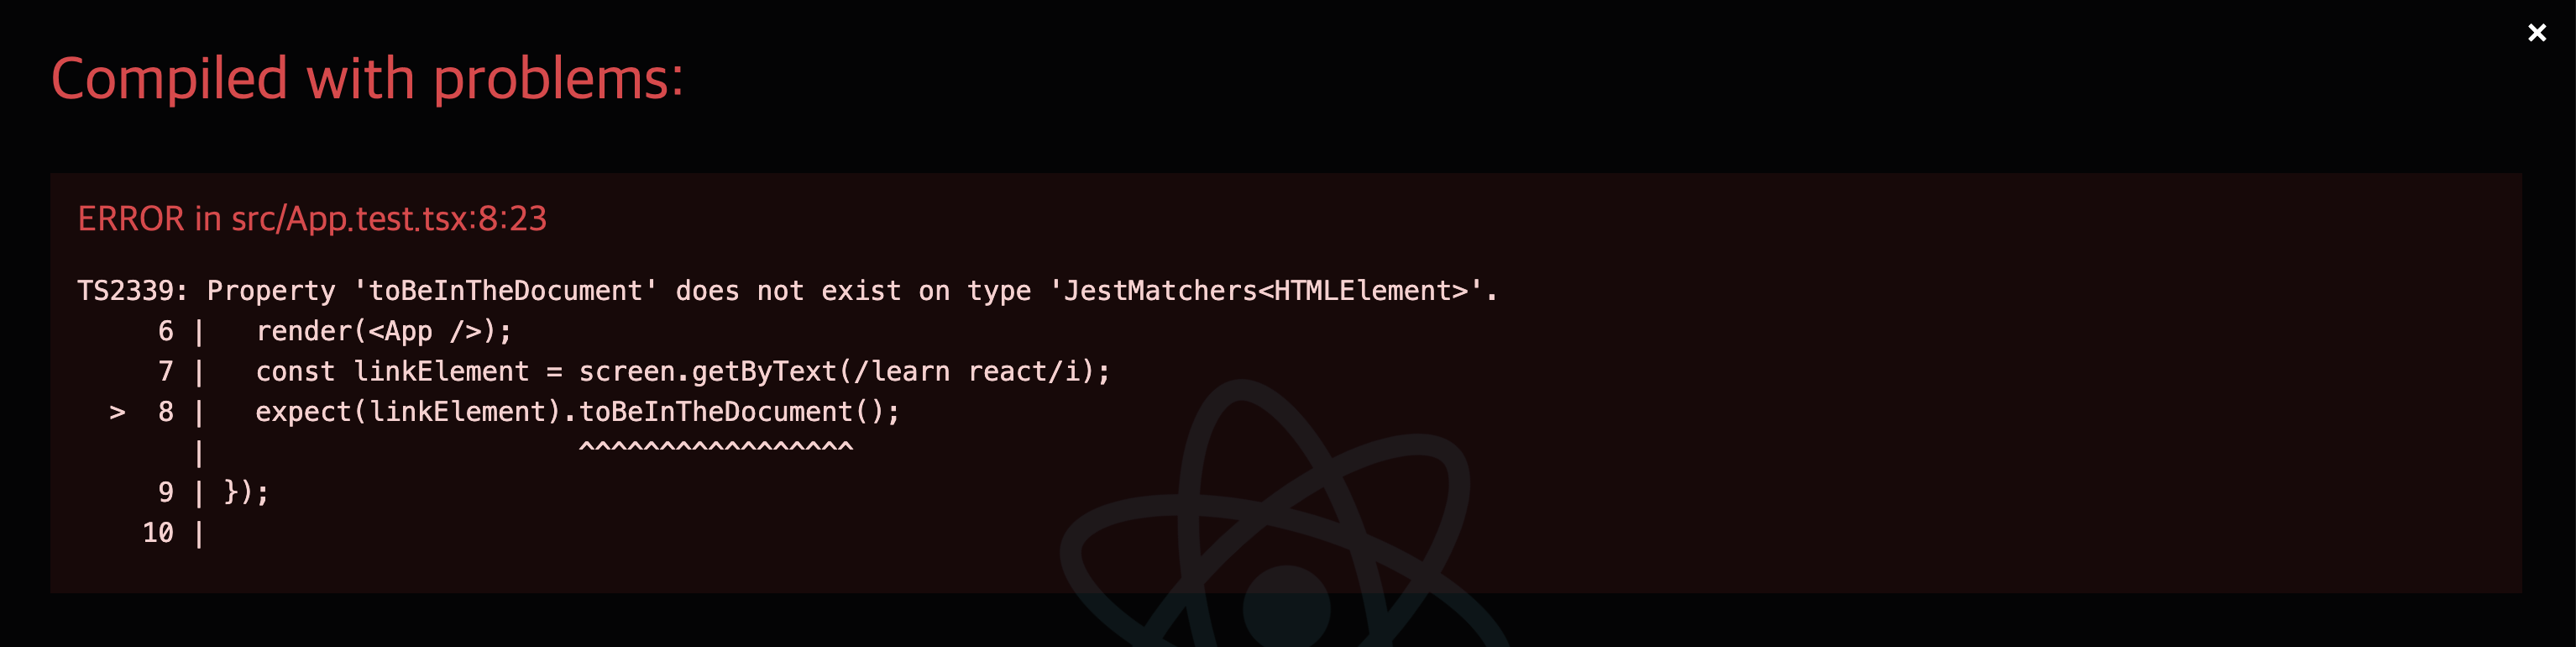 ×
Compiled with problems:
ERROR in src/App.test.tsx:8:23
TS2339: Property 'toBeInTheDocument' does not exist on type 'JestMatchers<HTMLElement>'.
     6 |   render(<App />);
     7 |   const linkElement = screen.getByText(/learn react/i);
  >  8 |   expect(linkElement).toBeInTheDocument();
       |                       ^^^^^^^^^^^^^^^^^
     9 | });
    10 |